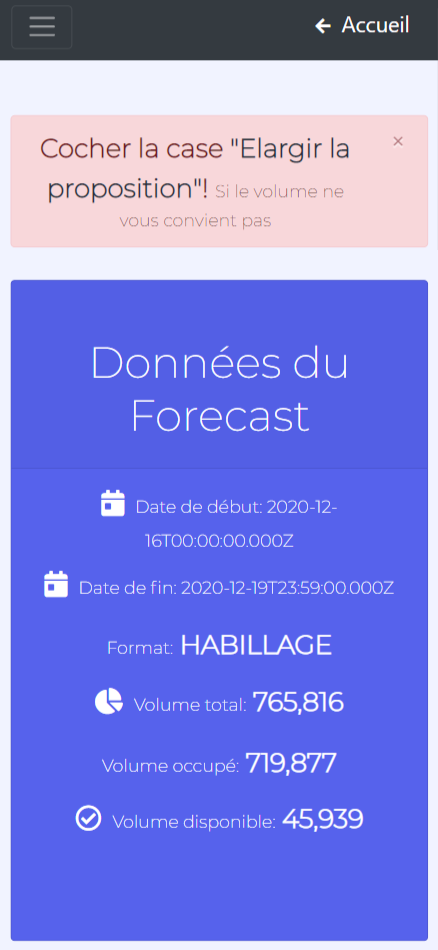 Accueil
Cocher la case "Elargir la
proposition"! Si le volume ne
vous convient pas
×
Données du
Forecast
Date de début: 2020-12-
16T00:00:00.000Z
Date de fin: 2020-12-19T23:59:00.000Z
Format: HABILLAGE
Volume total: 765,816
Volume occupé: 719,877
Volume disponible: 45,939